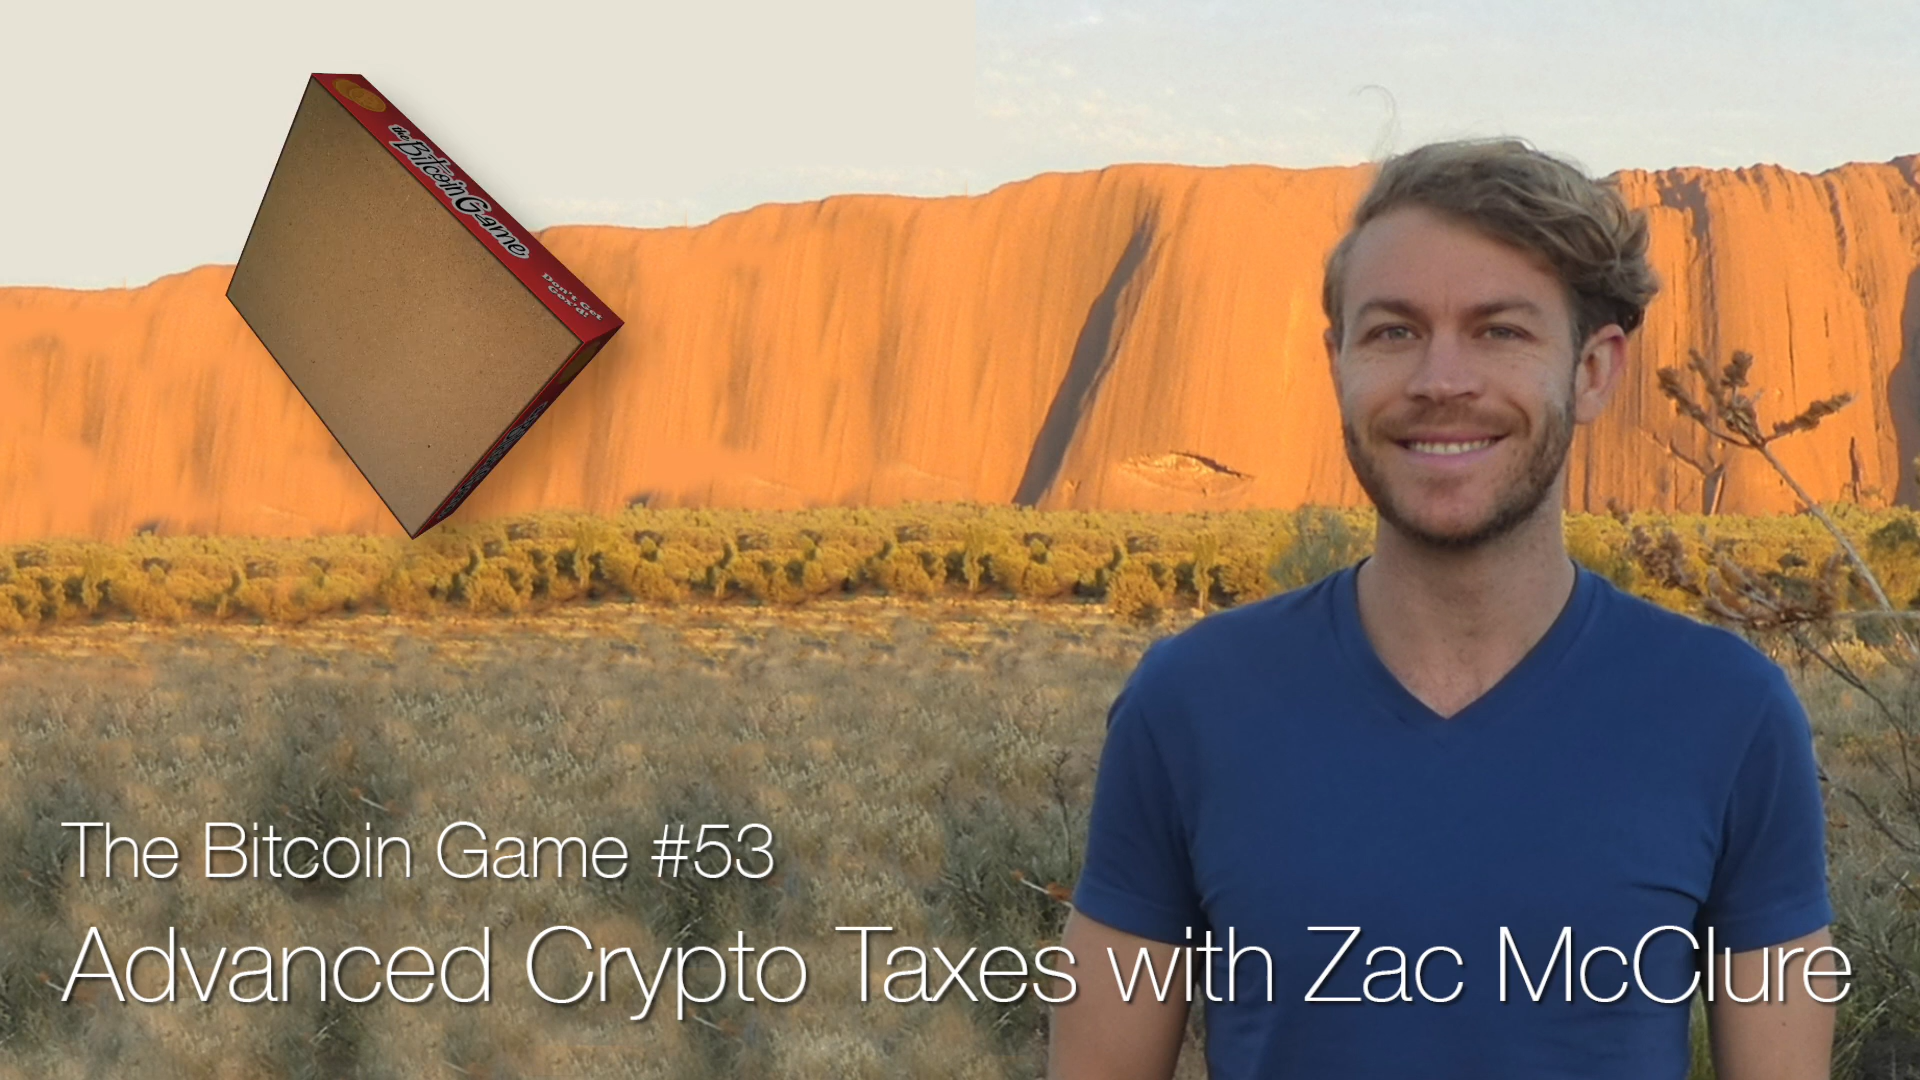 the Bitcoin Game
Don't Get
Gox'd!
The Bitcoin Game #53
Advanced Crypto Taxes with Zac McClure